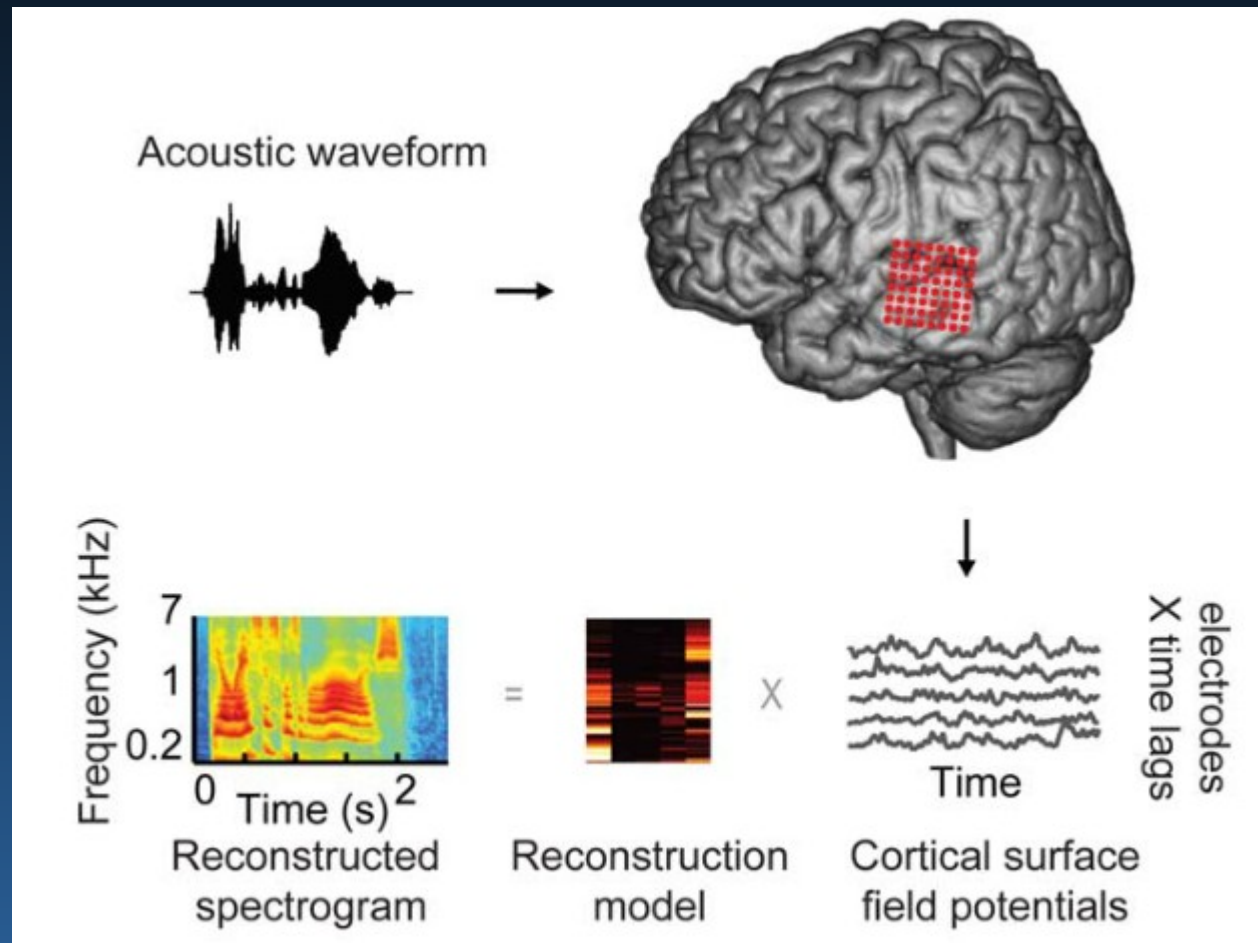 Acoustic waveform
Frequency (kHz)
7
1
0.2
0
2
Time (s)
Reconstructed
spectrogram
=
Reconstruction
model
X
Time
Cortical surface
field potentials
electrodes
X time lags